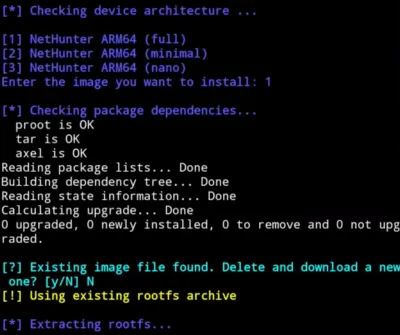 [*] Checking device architecture ...
[1] NetHunter ARM64 (full)
[2] NetHunter ARM64 (minimal)
[3] NetHunter ARM64 (nano)
Enter the image you want to install: 1
[*] Checking package dependencies...
proot is OK
tar is OK
axel is OK
Reading package lists... Done
Building dependency tree... Done
Reading state information... Done
Calculating upgrade... Done
0 upgraded, 0 newly installed, 0 to remove and 0 not upg
raded.
[?] Existing image file found. Delete and download a new
one? [y/N] N
[!] Using existing rootfs archive
[*] Extracting rootfs...